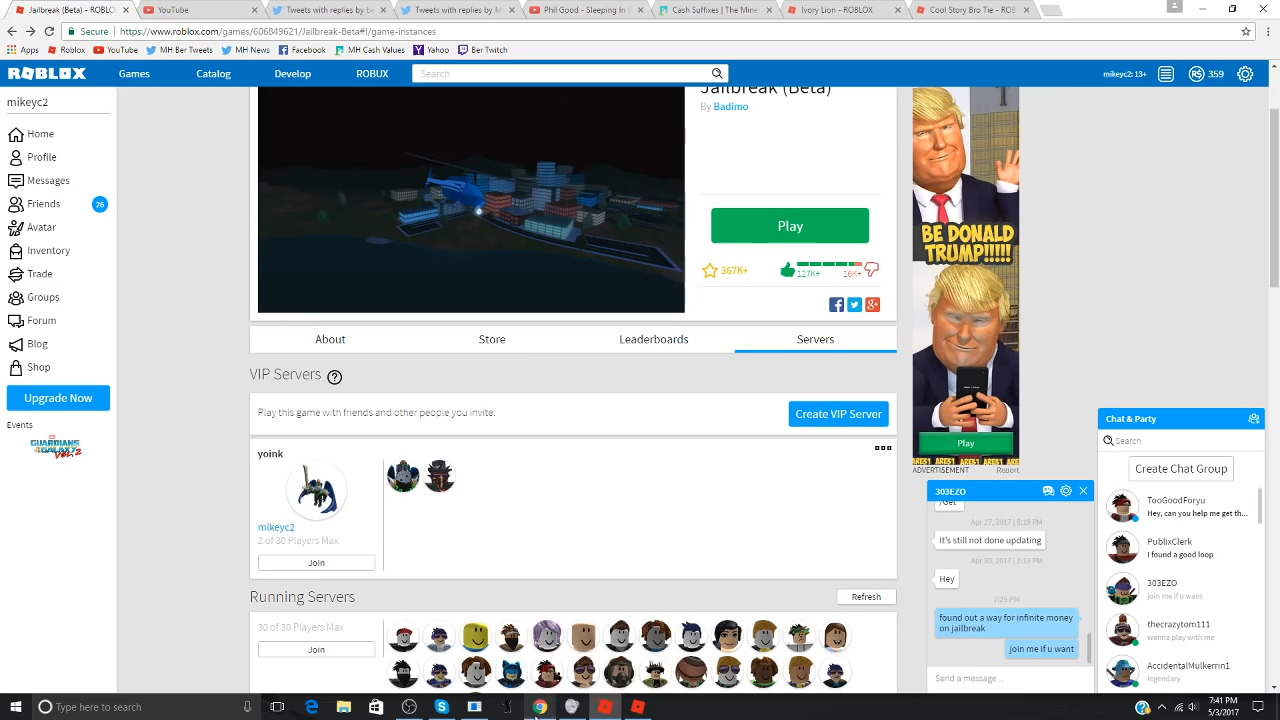 Jailbreak (Beta) - ROBLOX
YouTube
Tweets with replies by be
Tweets with replies by M
Phil Good - Sleeping In
Cash Suffixes | The Mine
Ivory Lion - ROBLOX
Cool Story Bro Tie - ROB
Secure
https://www.roblox.com/games/606849621/Jailbreak-Beta#!/game-instances
Apps
Roblox
YouTube
MH Ber Tweets
MH News
Facebook
MH Cash Values
Yahoo
Ber Twitch
ROBLOX
Games
Catalog
Develop
ROBUX
Search
mikeyc2: 13+
R$ 359
mikeyc2
Home
Profile
Messages
Friends
26
Avatar
Inventory
Trade
Groups
Forum
Blog
Shop
Upgrade Now
Events
GUARDIANS
GALAXY
Jailbreak (Beta)
By Badimo
Play
367K+
127K+
16K+
BE DONALD
TRUMP!!!!!
Play
ADVERTISEMENT
Report
About
Store
Leaderboards
Servers
VIP Servers
Play this game with friends and other people you invite.
Create VIP Server
yoink
mikeyc2
2 of 30 Players Max
Join
Running Servers
Refresh
30 of 30 Players Max
Join
303EZO
/Get
Apr 27, 2017 | 8:19 PM
It's still not done updating
Apr 30, 2017 | 2:13 PM
Hey
7:25 PM
found out a way for infinite money
on jailbreak
join me if u want
Send a message ...
Chat & Party
Search
Create Chat Group
TooGoodForyu
Hey, can you help me get th...
PublixClerk
I found a good loop
303EZO
join me if u want
thecrazytom111
wanna play with me
AccidentalMulkerrin1
legendary
Type here to search
7:41 PM
5/3/2017